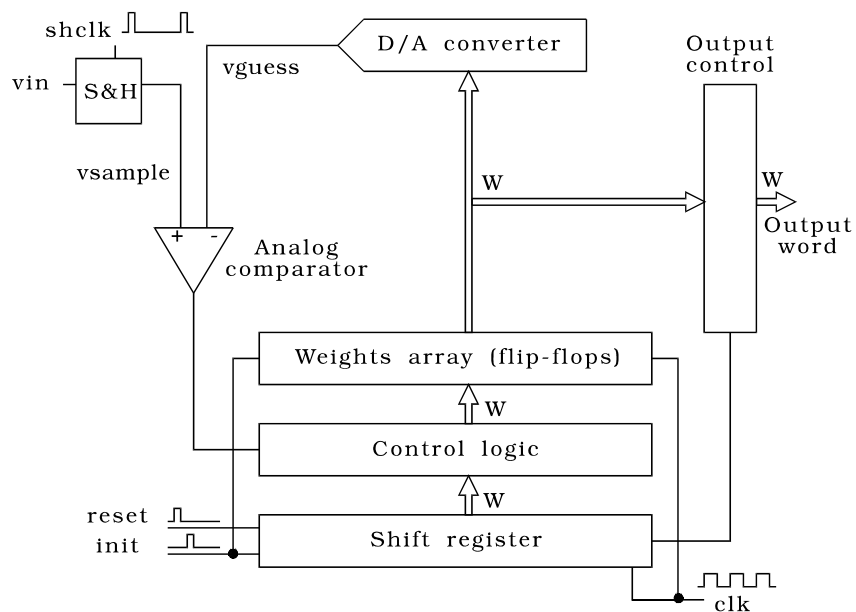 shclk
D/A converter
Output
control
vguess
vin
S&H
vsample
W
W
Output
word
+ -
Analog
comparator
Weights array (flip-flops)
W
Control logic
W
reset
Shift register
init
clk